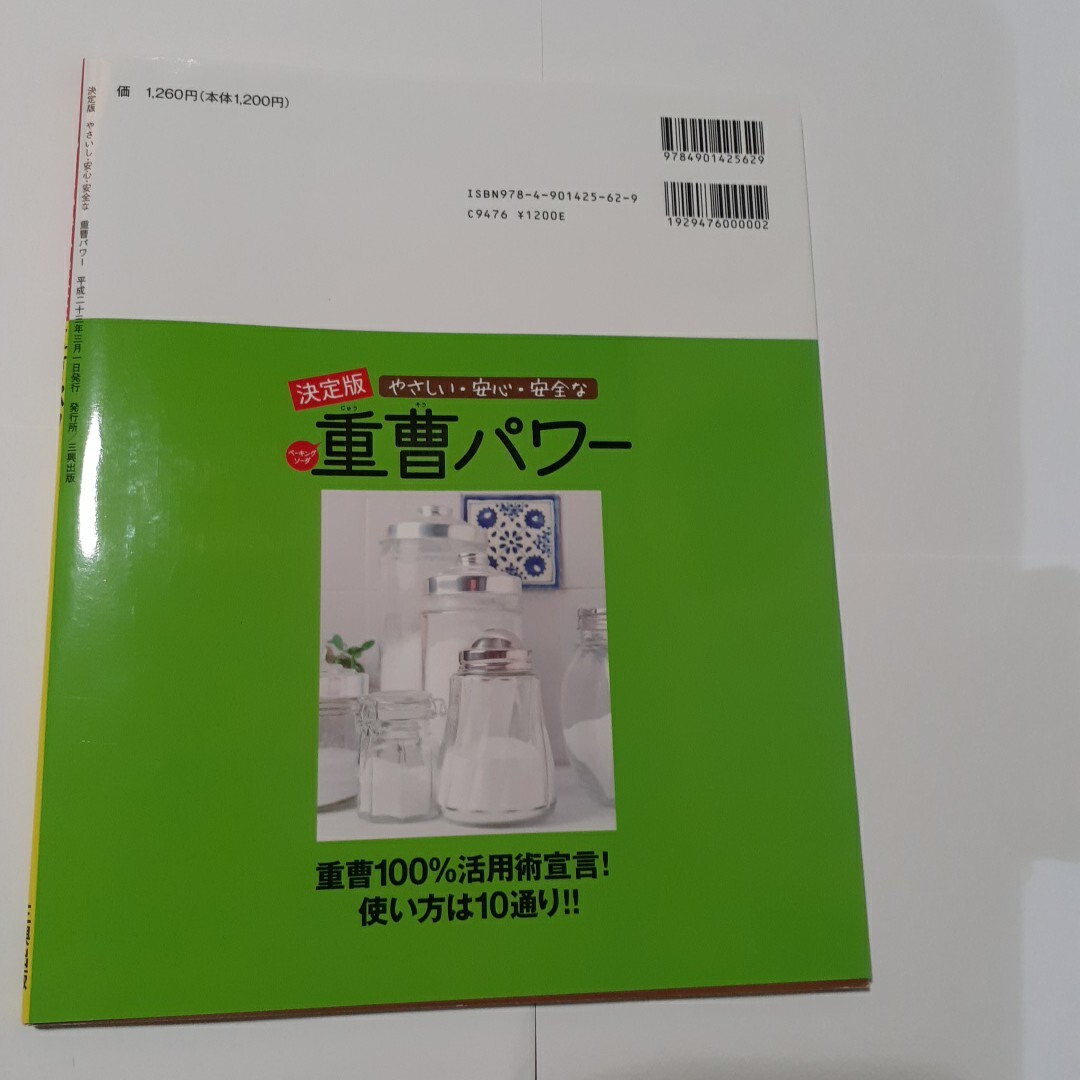 価 1,260円(本体1,200円)
9784901425629
ISBN978-4-901425-62-9
C9476 ¥1200E
1929476000002
決定版 やさいし・安心・安全な 重曹パワー 平成二十三年三月一日発行 発行所/三興出版
決定版
やさしい・安心・安全な
じゅう そう
ベーキングソーダ
重曹パワー
重曹100%活用術宣言!
使い方は10通り!!